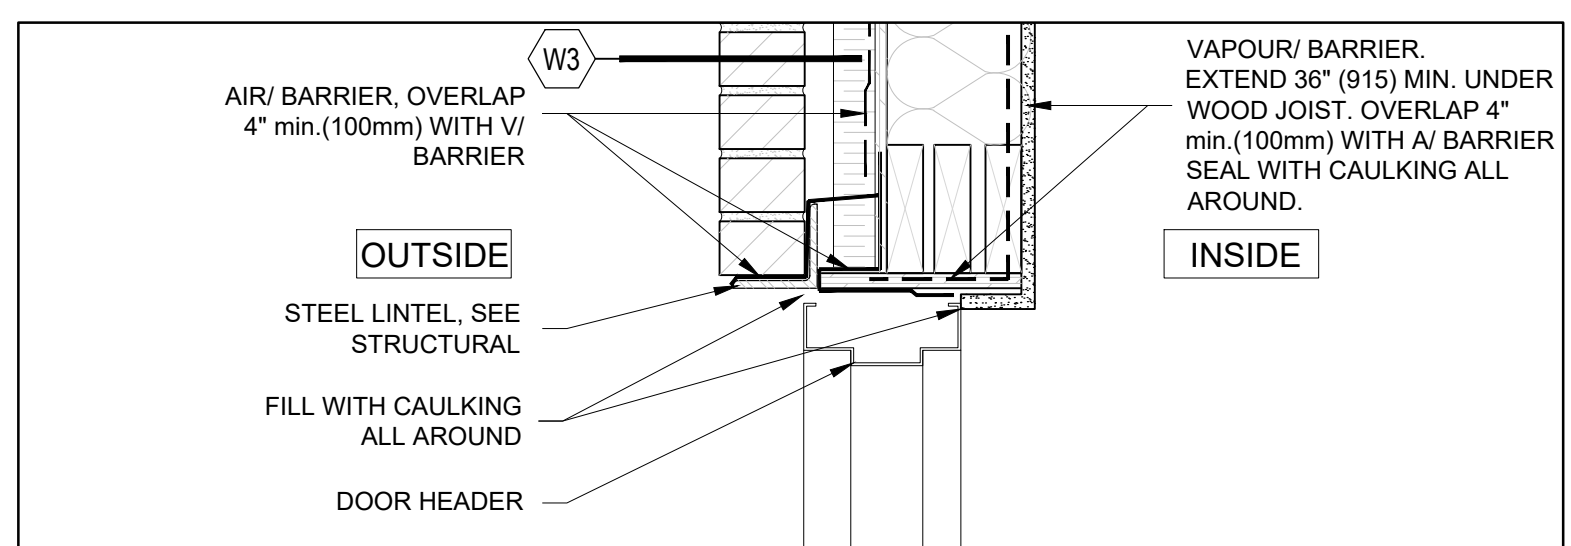 W3
AIR/ BARRIER, OVERLAP
4" min.(100mm) WITH V/
BARRIER
OUTSIDE
STEEL LINTEL, SEE
STRUCTURAL
FILL WITH CAULKING
ALL AROUND
DOOR HEADER
VAPOUR/ BARRIER.
EXTEND 36" (915) MIN. UNDER
WOOD JOIST. OVERLAP 4"
min.(100mm) WITH A/ BARRIER
SEAL WITH CAULKING ALL
AROUND.
INSIDE